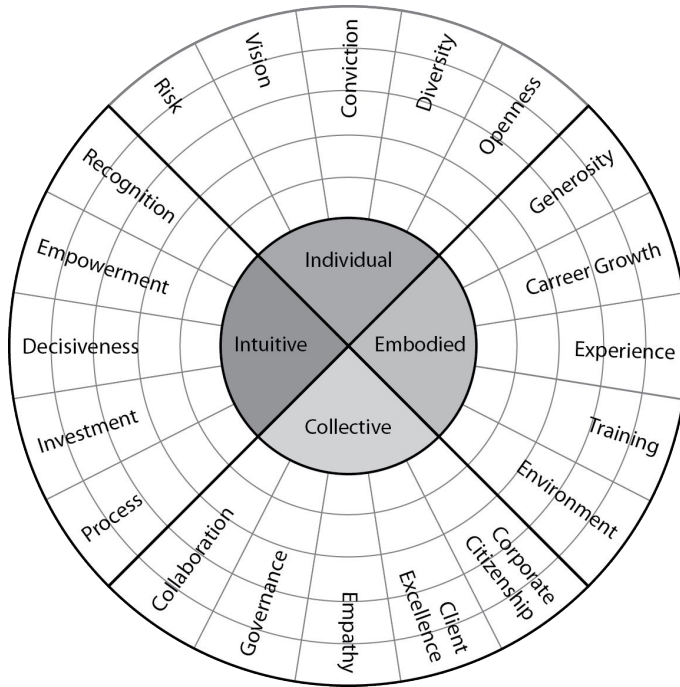 Risk
Vision
Conviction
Diversity
Openness
Generosity
Carreer Growth
Experience
Training
Environment
Corporate
Citizenship
Client
Excellence
Empathy
Governance
Collaboration
Process
Investment
Decisiveness
Empowerment
Recognition
Individual
Intuitive
Embodied
Collective